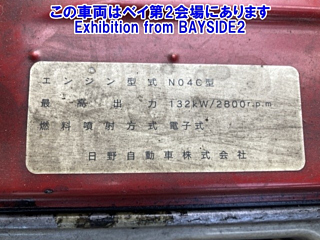 この車両はベイ第2会場にあります
Exhibition from BAYSIDE2
エンジン型式 N04C型
最高出力 132kW/2800r.p.m
燃料噴射方式 電子式
日野自動車株式会社